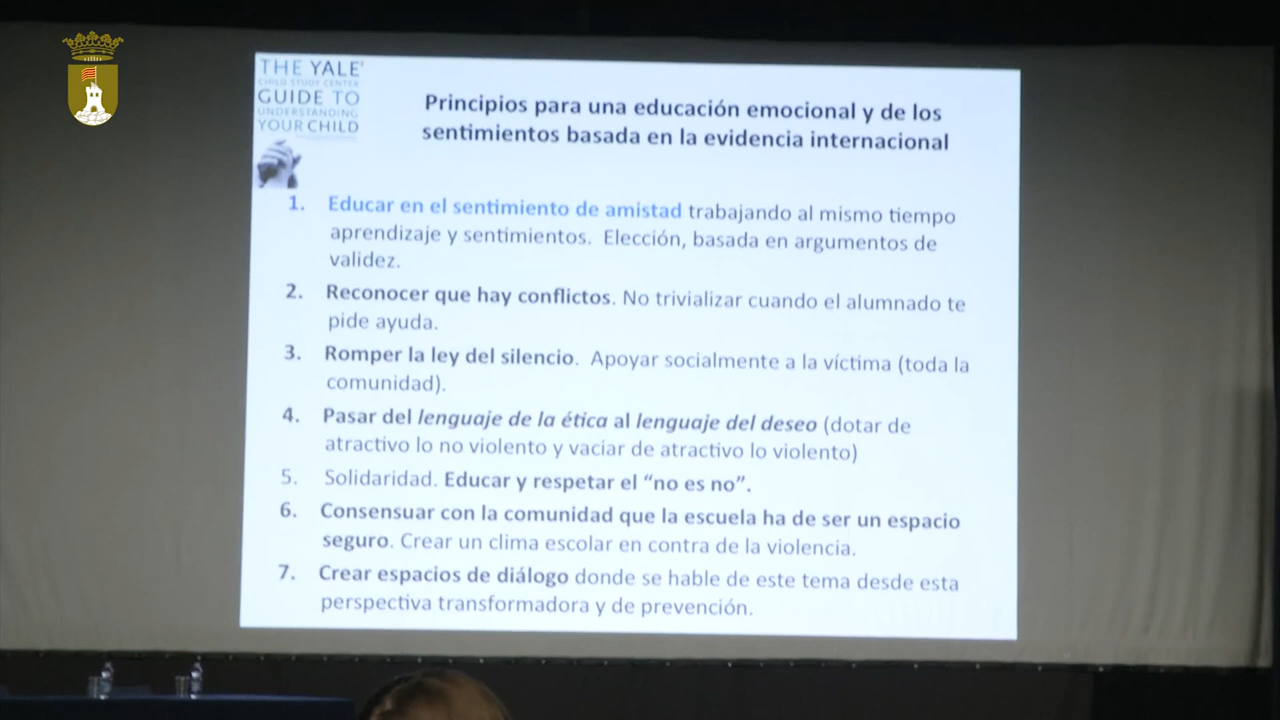 THE YALE
CHILD STUDY CENTER
GUIDE TO
UNDERSTANDING
YOUR CHILD
Principios para una educación emocional y de los
sentimientos basada en la evidencia internacional
1. Educar en el sentimiento de amistad trabajando al mismo tiempo
aprendizaje y sentimientos. Elección, basada en argumentos de
validez.
2. Reconocer que hay conflictos. No trivializar cuando el alumnado te
pide ayuda.
3. Romper la ley del silencio. Apoyar socialmente a la víctima (toda la
comunidad).
4. Pasar del lenguaje de la ética al lenguaje del deseo (dotar de
atractivo lo no violento y vaciar de atractivo lo violento)
5. Solidaridad. Educar y respetar el “no es no”.
6. Consensuar con la comunidad que la escuela ha de ser un espacio
seguro. Crear un clima escolar en contra de la violencia.
7. Crear espacios de diálogo donde se hable de este tema desde esta
perspectiva transformadora y de prevención.